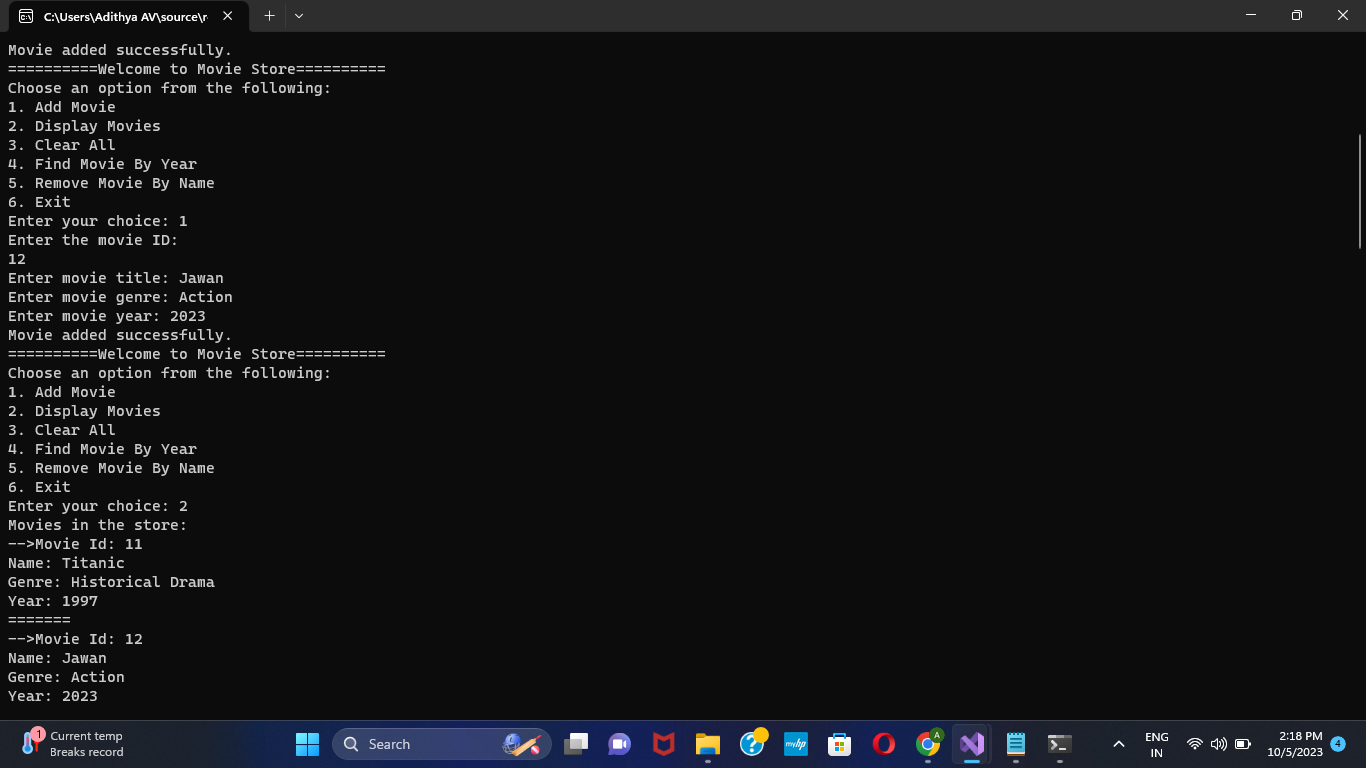 C:\Users\Adithya AV\source\r
Movie added successfully.
==========Welcome to Movie Store==========
Choose an option from the following:
1. Add Movie
2. Display Movies
3. Clear All
4. Find Movie By Year
5. Remove Movie By Name
6. Exit
Enter your choice: 1
Enter the movie ID:
12
Enter movie title: Jawan
Enter movie genre: Action
Enter movie year: 2023
Movie added successfully.
==========Welcome to Movie Store==========
Choose an option from the following:
1. Add Movie
2. Display Movies
3. Clear All
4. Find Movie By Year
5. Remove Movie By Name
6. Exit
Enter your choice: 2
Movies in the store:
-->Movie Id: 11
Name: Titanic
Genre: Historical Drama
Year: 1997
=======
-->Movie Id: 12
Name: Jawan
Genre: Action
Year: 2023
1
Current temp
Breaks record
Search
myhp
A
ENG
IN
2:18 PM
10/5/2023
4